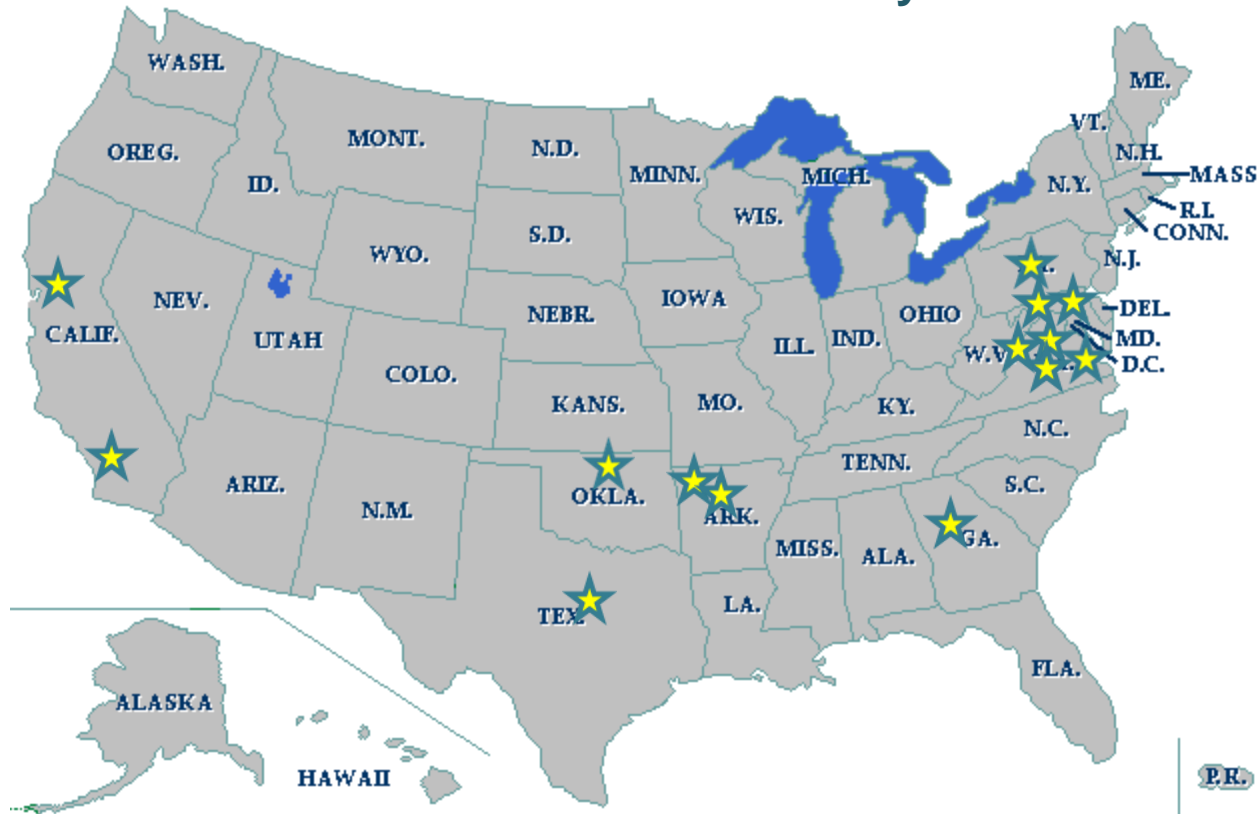 WASH.
ME.
MONT.
VT.
OREG.
N.D.
N.H.
MINN.
MICH.
MASS
ID.
N.Y.
R.I.
WIS.
CONN.
S.D.
WYO.
N.J.
NEV.
IOWA
DEL.
NEBR.
OHIO
CALIF.
UTAH
IND.
MD.
ILL.
W.V
D.C.
COLO.
KANS.
MO.
KY.
N.C.
TENN.
ARIZ.
S.C.
OKLA.
N.M.
ARK.
GA.
MISS.
ALA.
LA.
TEX.
FLA.
ALASKA
HAWAII
P.R.